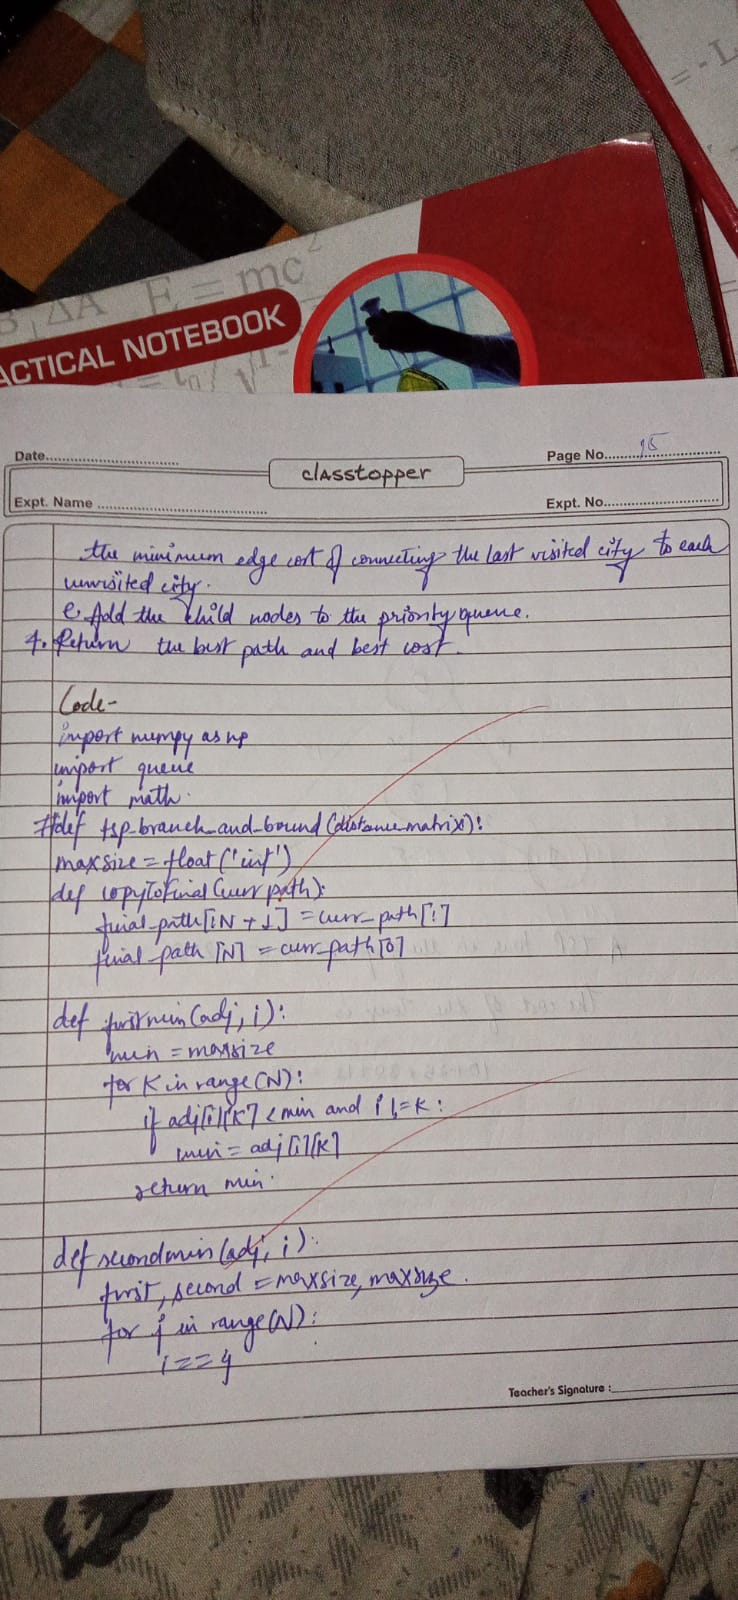 = - L
B, ΔA E = mc²
ACTICAL NOTEBOOK
Date
Page No. 15
classtopper
Expt. Name
Expt. No.
the minimum edge cost of connecting the last visited city to each
unvisited city.
e. Add the child nodes to the priority queue.
4. Return the best path and best cost.
Code-
import numpy as np
import queue
import math.
#def tsp-branch-and-bound (distance-matrix):
maxsize = float ('inf')
def copyToFinal (curr path):
final-path[:N + 1] = curr-path[:]
final-path [N] = curr-path[0]
def firstmin (adj, i):
min = maxsize
for K in range(N):
if adj[i][K] < min and i != K:
min = adj [i][K]
return min.
def secondmin (adj, i):
first, second = maxsize, maxsize.
for j in range(N):
i == j
Teacher's Signature :